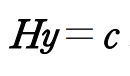 Hy = c